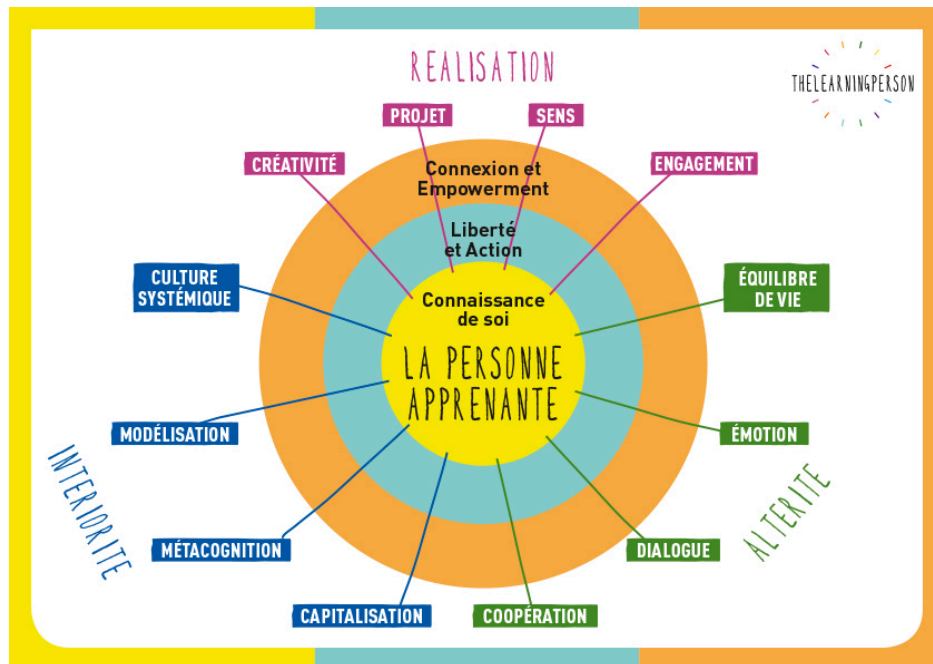 REALISATION
THELEARNINGPERSON
PROJET
SENS
CRÉATIVITÉ
ENGAGEMENT
Connexion et
Empowerment
Liberté
et Action
CULTURE
SYSTÉMIQUE
ÉQUILIBRE
DE VIE
Connaissance
de soi
LA PERSONNE
APPRENANTE
MODÉLISATION
ÉMOTION
INTERIORITE
ALTERITE
MÉTACOGNITION
DIALOGUE
CAPITALISATION
COOPÉRATION